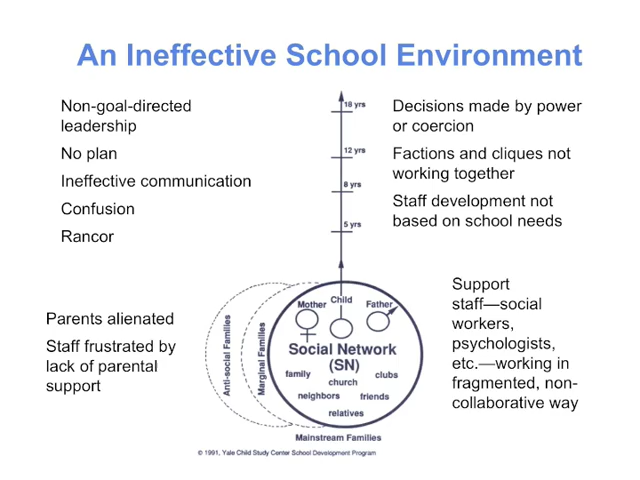 An Ineffective School Environment
Non-goal-directed
leadership
No plan
Ineffective communication
Confusion
Rancor
18 yrs
12 yrs
8 yrs
5 yrs
Decisions made by power
or coercion
Factions and cliques not
working together
Staff development not
based on school needs
Parents alienated
Staff frustrated by
lack of parental
support
Anti-social Families
Marginal Families
Mother
Child
Father
Social Network
(SN)
family
church
clubs
neighbors
friends
relatives
Mainstream Families
Support
staff—social
workers,
psychologists,
etc.—working in
fragmented, non-
collaborative way
© 1991, Yale Child Study Center School Development Program